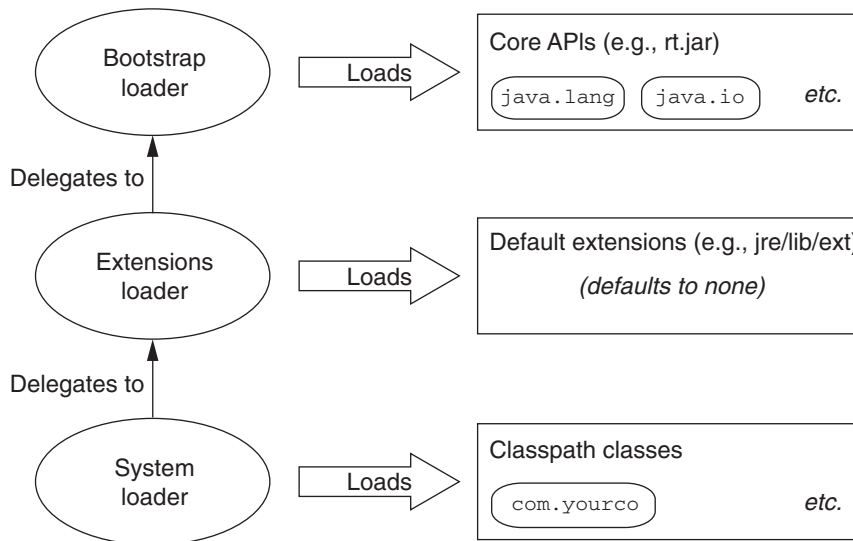 Bootstrap
loader
Loads
Core APIs (e.g., rt.jar)
java.lang java.io etc.
Delegates to
Extensions
loader
Loads
Default extensions (e.g., jre/lib/ext)
(defaults to none)
Delegates to
System
loader
Loads
Classpath classes
com.yourco etc.